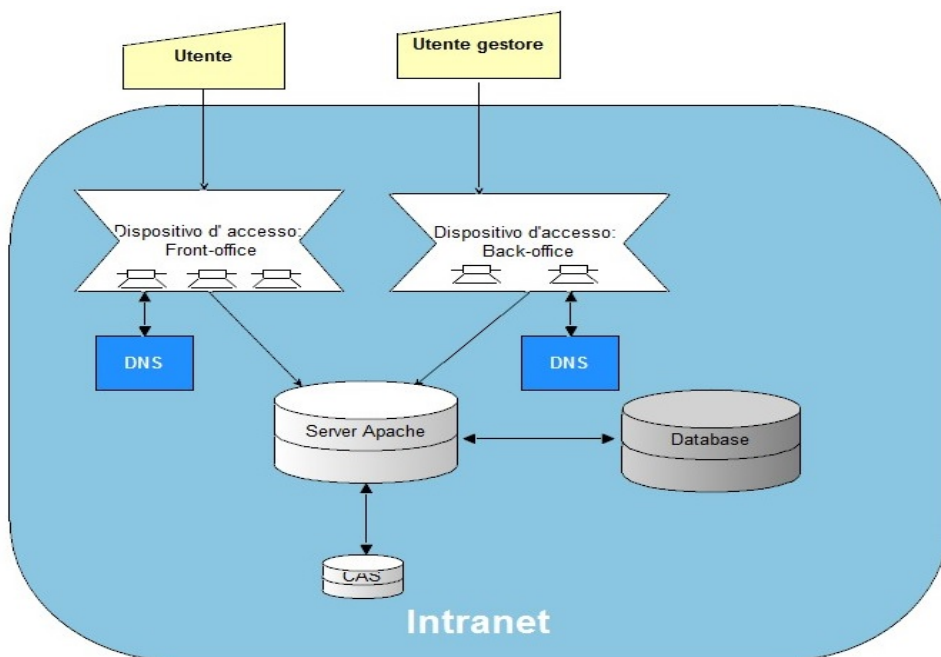 Utente
Utente gestore
Dispositivo d' accesso:
Front-office
Dispositivo d'accesso:
Back-office
DNS
DNS
Server Apache
Database
CAS
Intranet